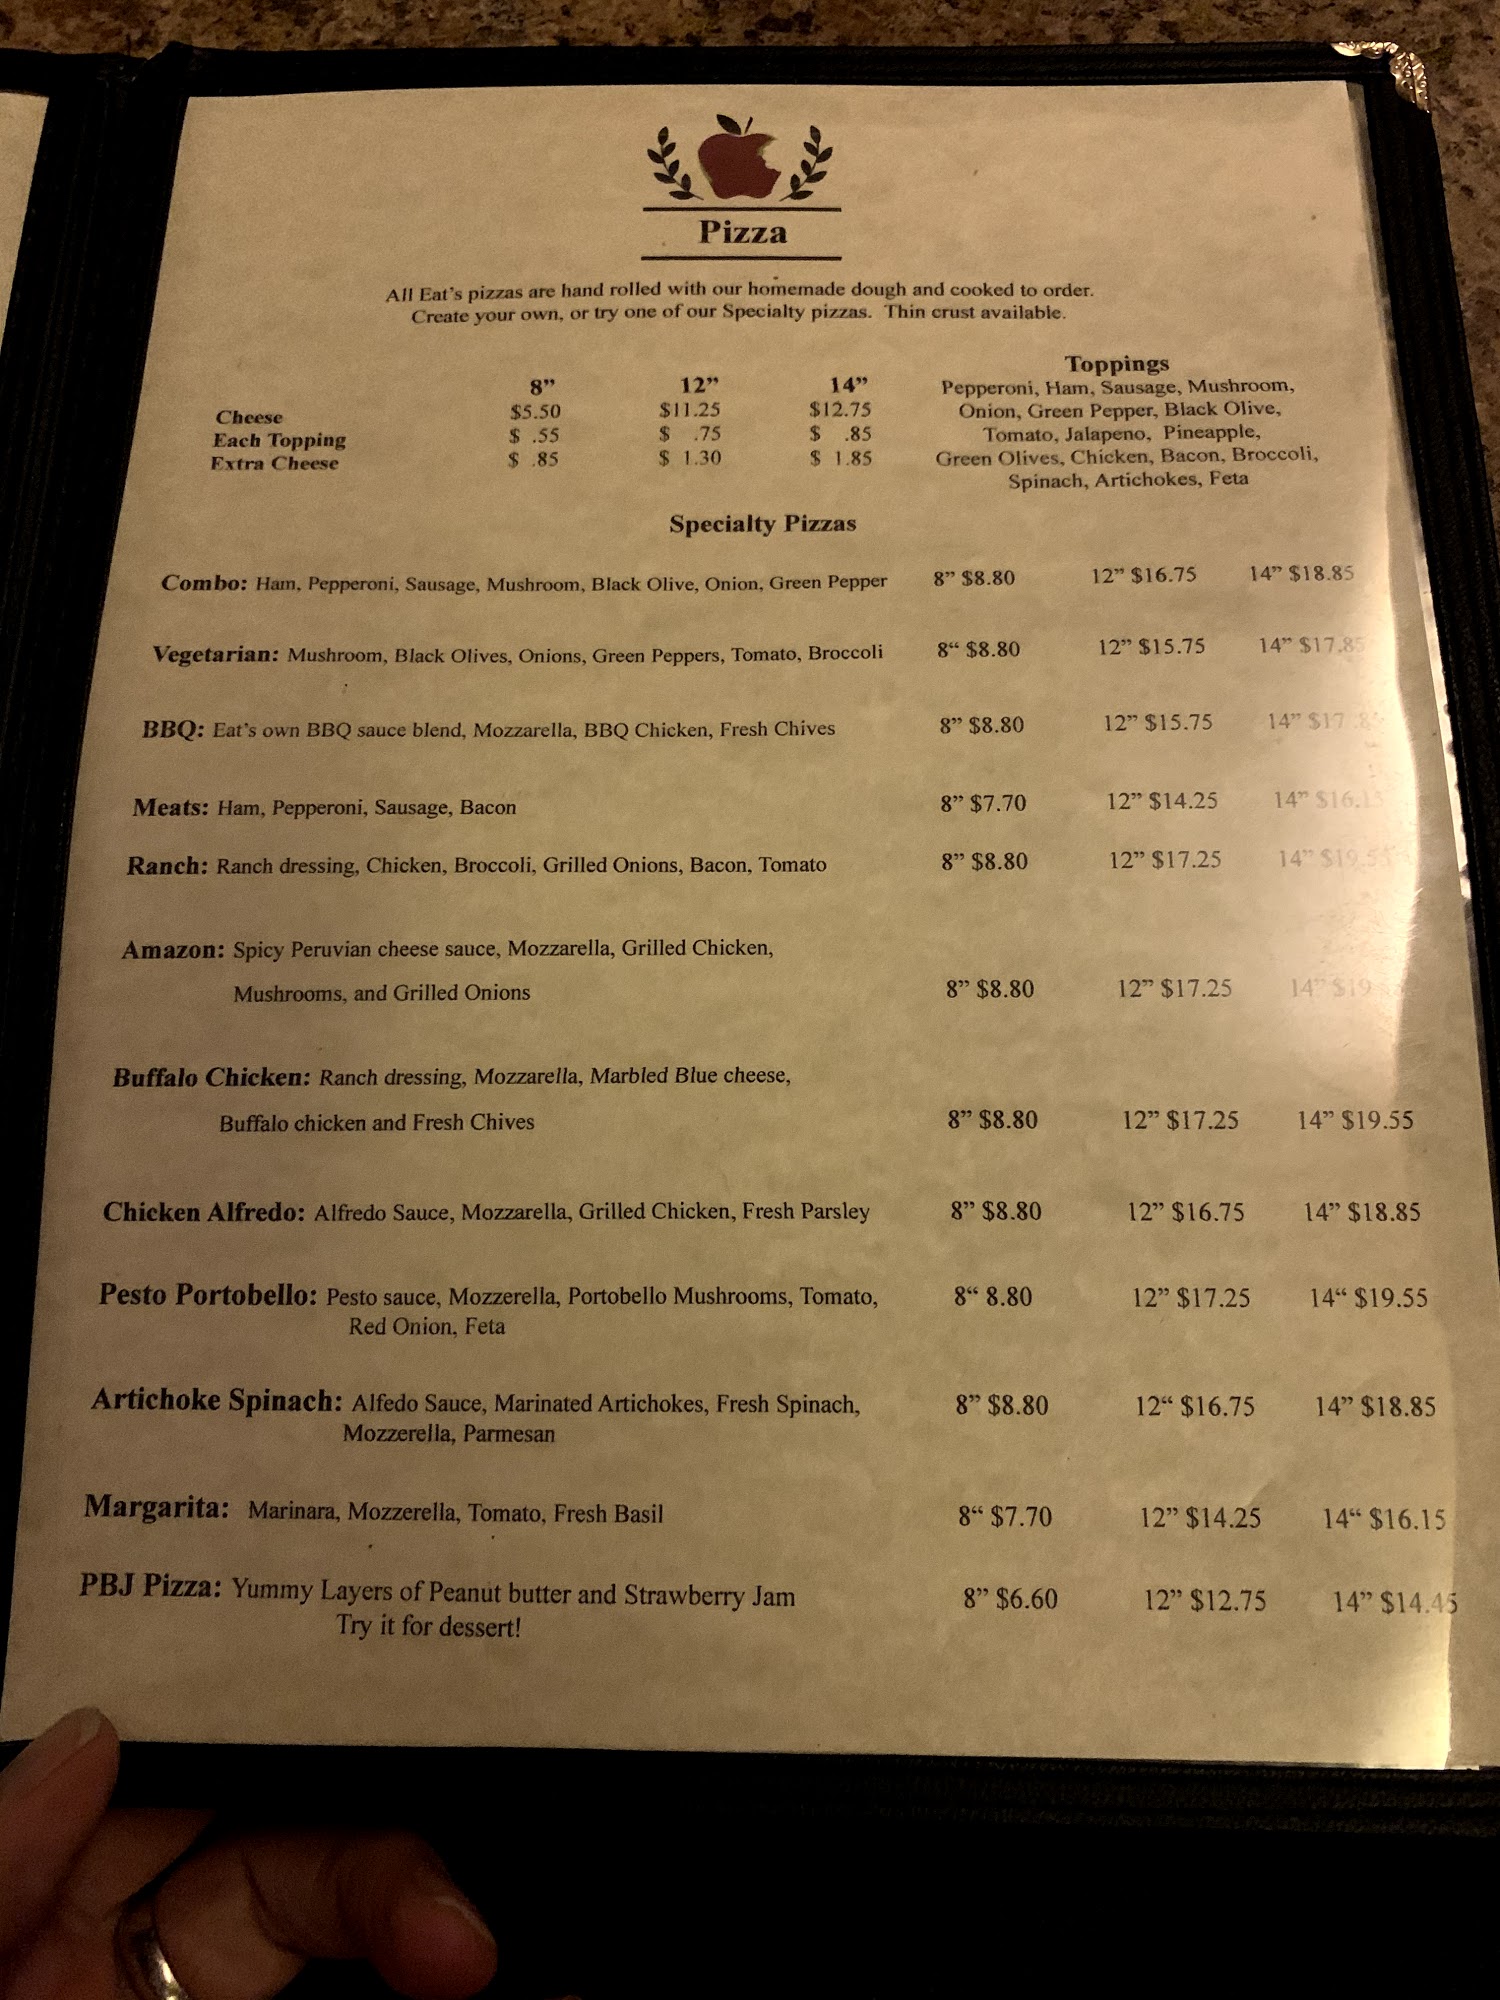 Pizza
All Eat's pizzas are hand rolled with our homemade dough and cooked to order.
Create your own, or try one of our Specialty pizzas. Thin crust available.
8” 12” 14”
Cheese $5.50 $11.25 $12.75
Each Topping $ .55 $ .75 $ .85
Extra Cheese $ .85 $ 1.30 $ 1.85
Toppings
Pepperoni, Ham, Sausage, Mushroom,
Onion, Green Pepper, Black Olive,
Tomato, Jalapeno, Pineapple,
Green Olives, Chicken, Bacon, Broccoli,
Spinach, Artichokes, Feta
Specialty Pizzas
Combo: Ham, Pepperoni, Sausage, Mushroom, Black Olive, Onion, Green Pepper 8” $8.80 12” $16.75 14” $18.85
Vegetarian: Mushroom, Black Olives, Onions, Green Peppers, Tomato, Broccoli 8“ $8.80 12” $15.75 14” $17.85
BBQ: Eat's own BBQ sauce blend, Mozzarella, BBQ Chicken, Fresh Chives 8” $8.80 12” $15.75 14”
Meats: Ham, Pepperoni, Sausage, Bacon 8” $7.70 12” $14.25 14”
Ranch: Ranch dressing, Chicken, Broccoli, Grilled Onions, Bacon, Tomato 8” $8.80 12” $17.25 14”
Amazon: Spicy Peruvian cheese sauce, Mozzarella, Grilled Chicken,
Mushrooms, and Grilled Onions 8” $8.80 12” $17.25 14”
Buffalo Chicken: Ranch dressing, Mozzarella, Marbled Blue cheese,
Buffalo chicken and Fresh Chives 8” $8.80 12” $17.25 14” $19.55
Chicken Alfredo: Alfredo Sauce, Mozzarella, Grilled Chicken, Fresh Parsley 8” $8.80 12” $16.75 14” $18.85
Pesto Portobello: Pesto sauce, Mozzerella, Portobello Mushrooms, Tomato, 8“ 8.80 12” $17.25 14“ $19.55
Red Onion, Feta
Artichoke Spinach: Alfedo Sauce, Marinated Artichokes, Fresh Spinach, 8” $8.80 12“ $16.75 14” $18.85
Mozzerella, Parmesan
Margarita: Marinara, Mozzerella, Tomato, Fresh Basil 8“ $7.70 12” $14.25 14“ $16.15
PBJ Pizza: Yummy Layers of Peanut butter and Strawberry Jam 8” $6.60 12” $12.75 14” $14.45
Try it for dessert!